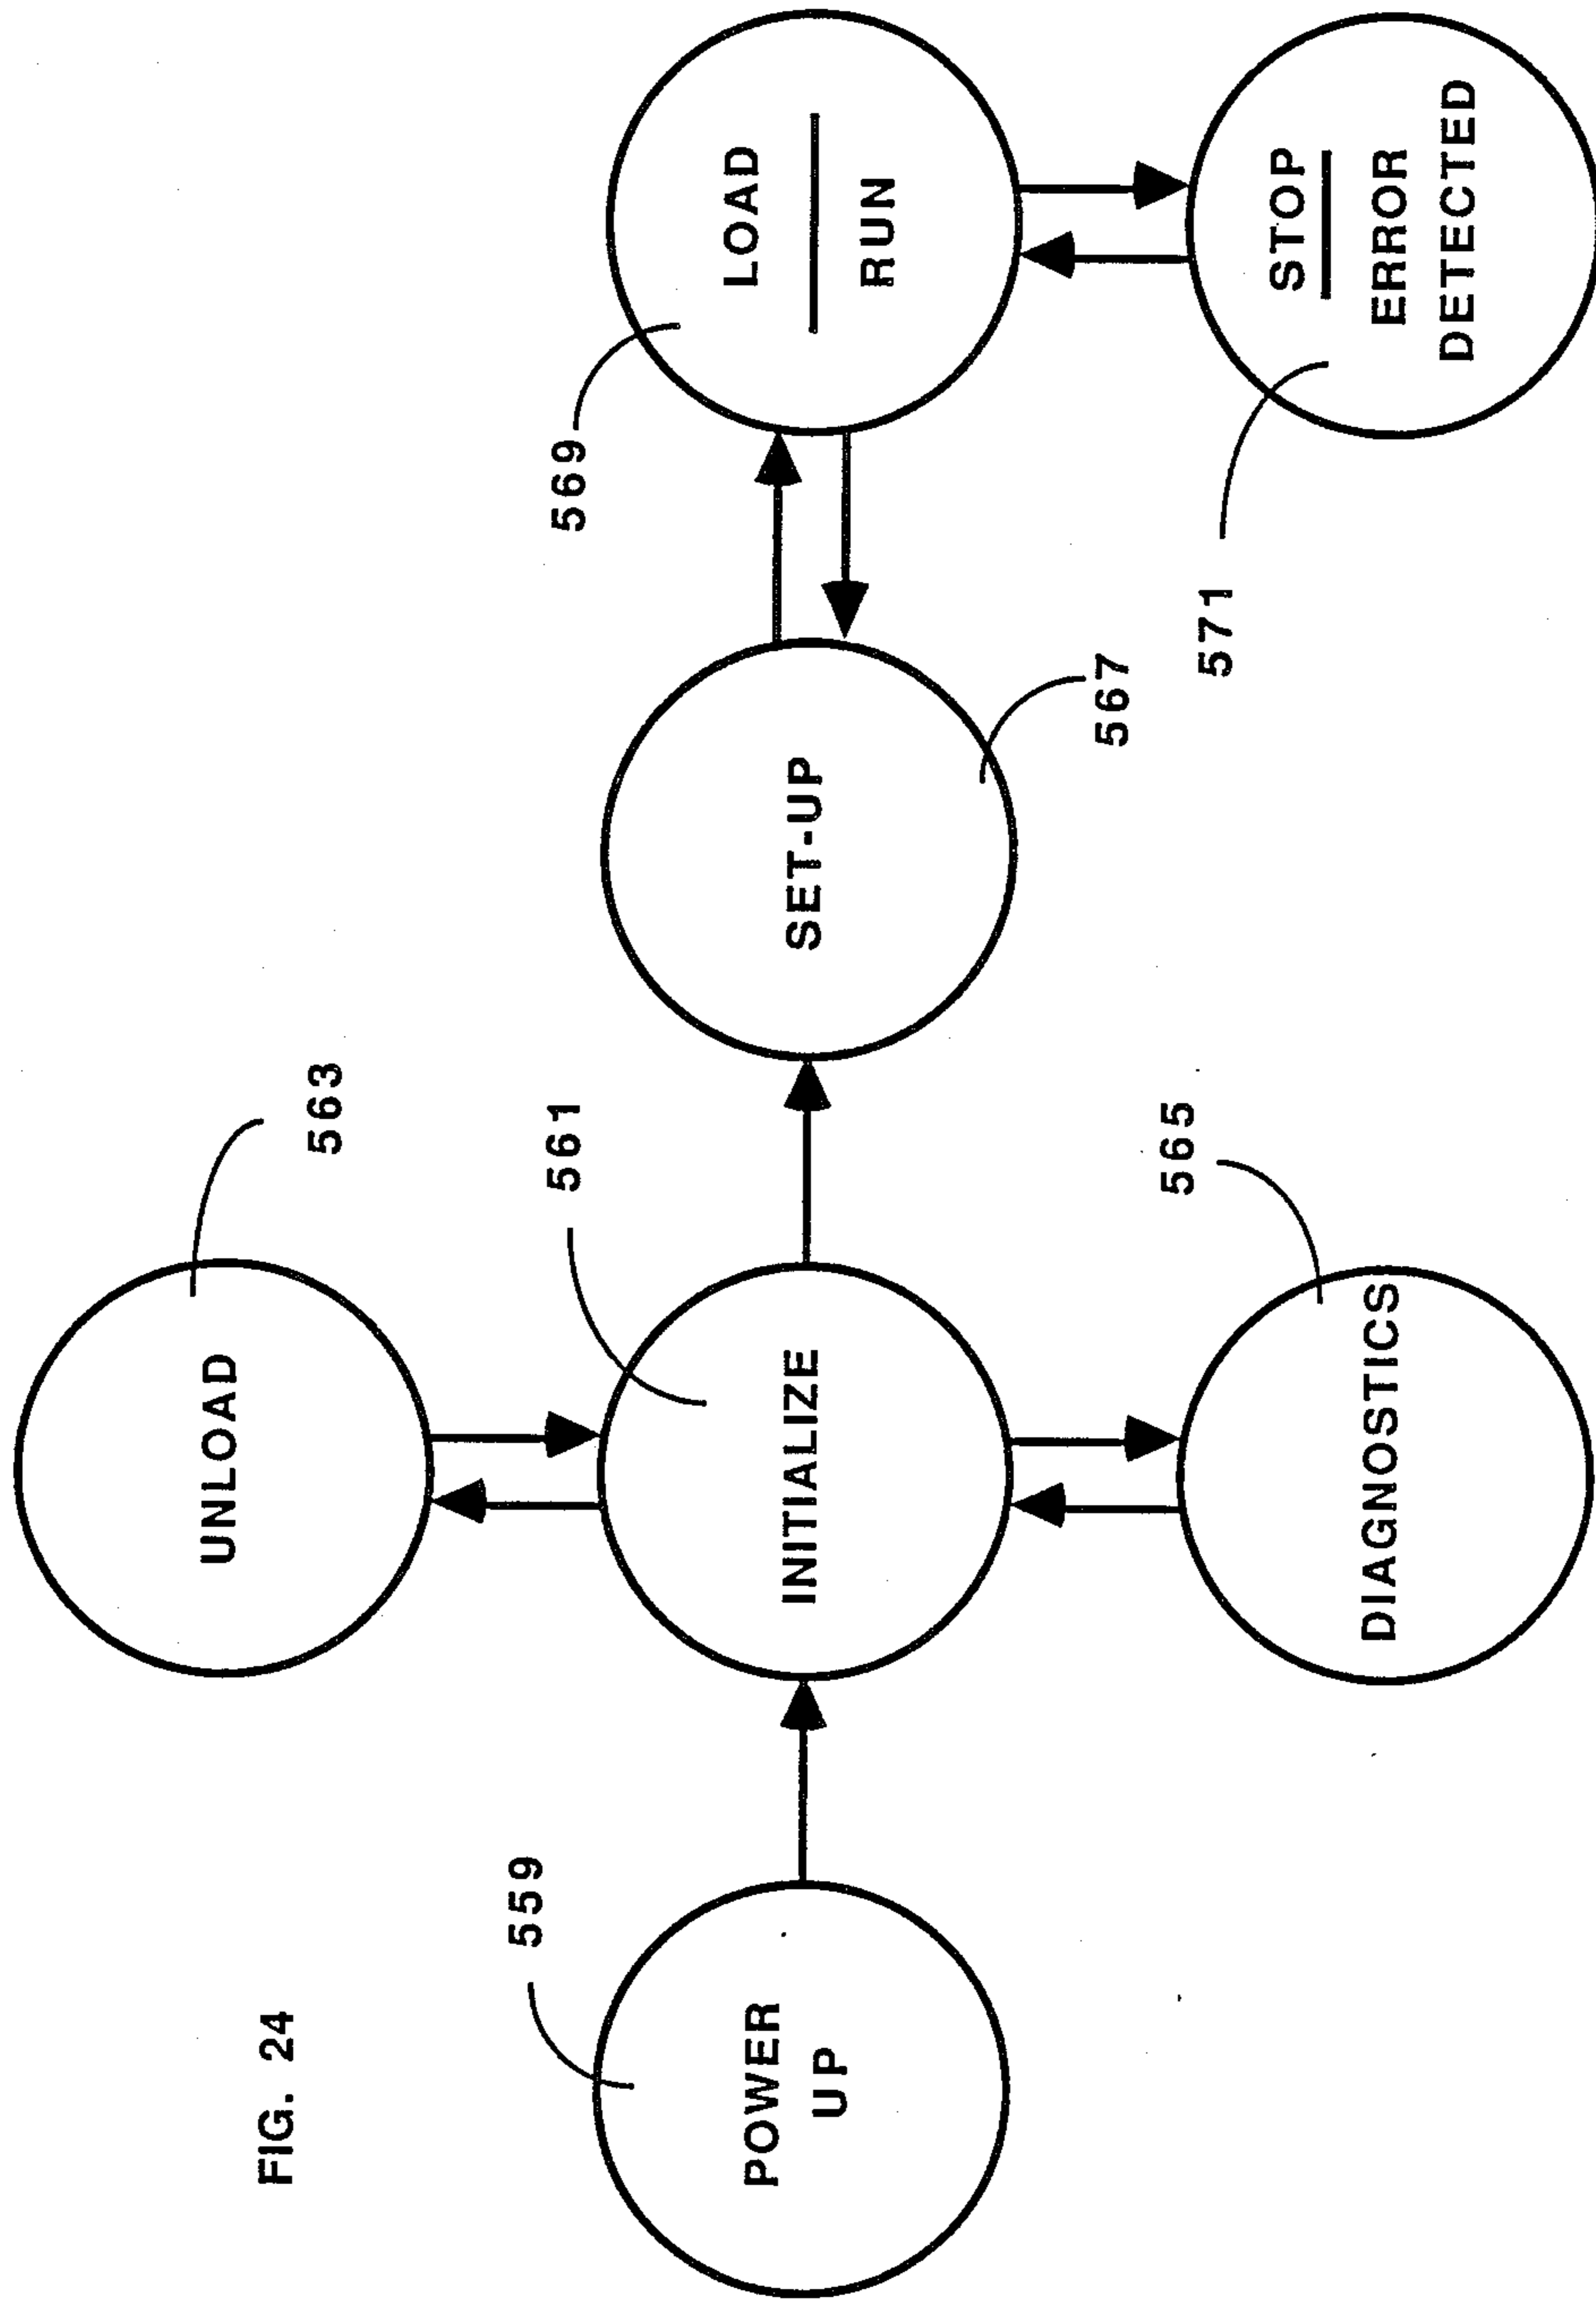 FIG. 24
563
UNLOAD
559
561
569
POWER
UP
INITIALIZE
SET-UP
LOAD
RUN
567
565
571
DIAGNOSTICS
STOP
ERROR
DETECTED